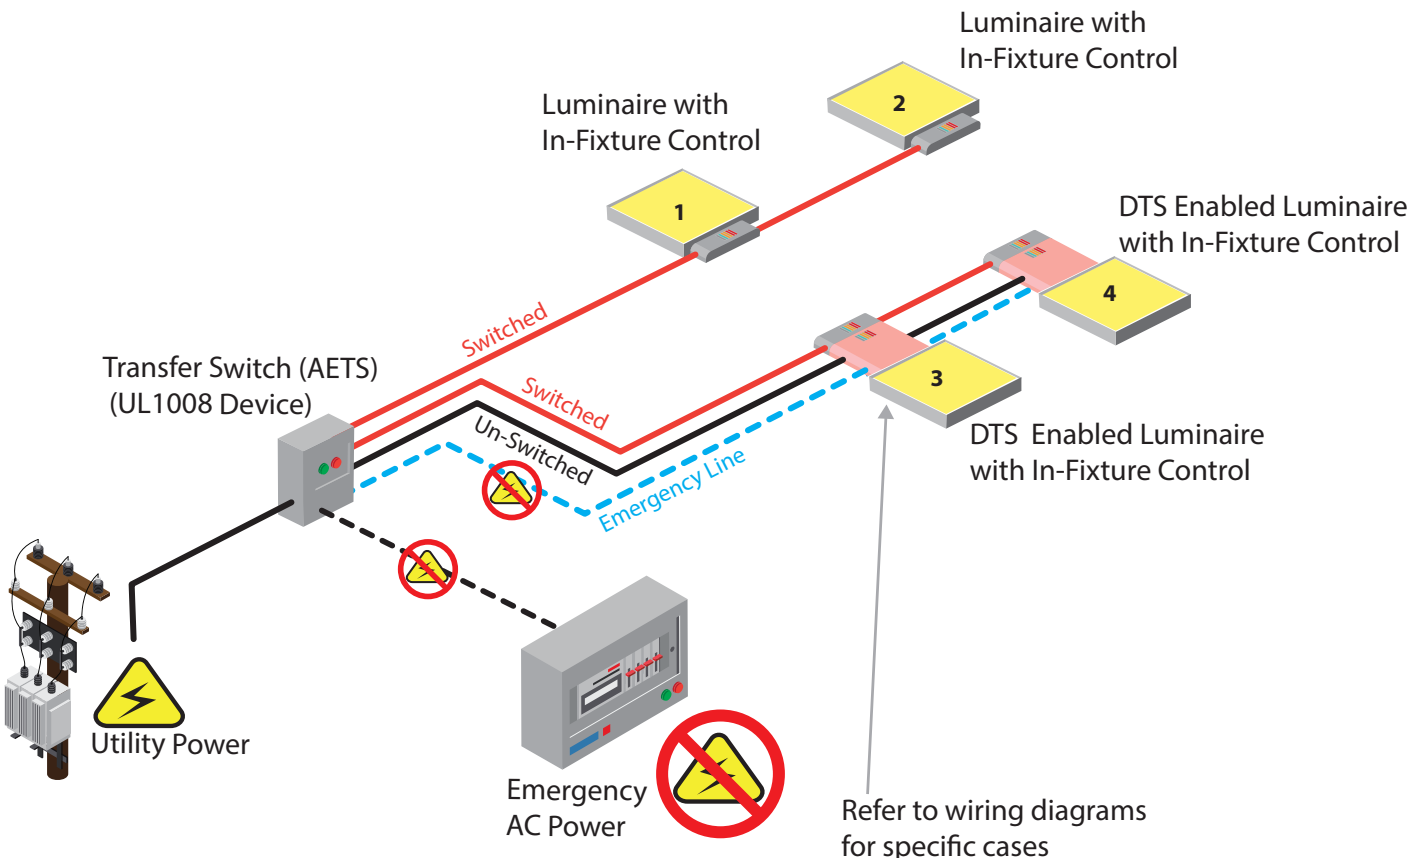 Luminaire with
In-Fixture Control
2
Luminaire with
In-Fixture Control
1
DTS Enabled Luminaire
with In-Fixture Control
4
Switched
Transfer Switch (AETS)
(UL1008 Device)
Switched
3
Un-Switched
DTS  Enabled Luminaire
with In-Fixture Control
Emergency Line
Utility Power
Emergency
AC Power
Refer to wiring diagrams
for specific cases